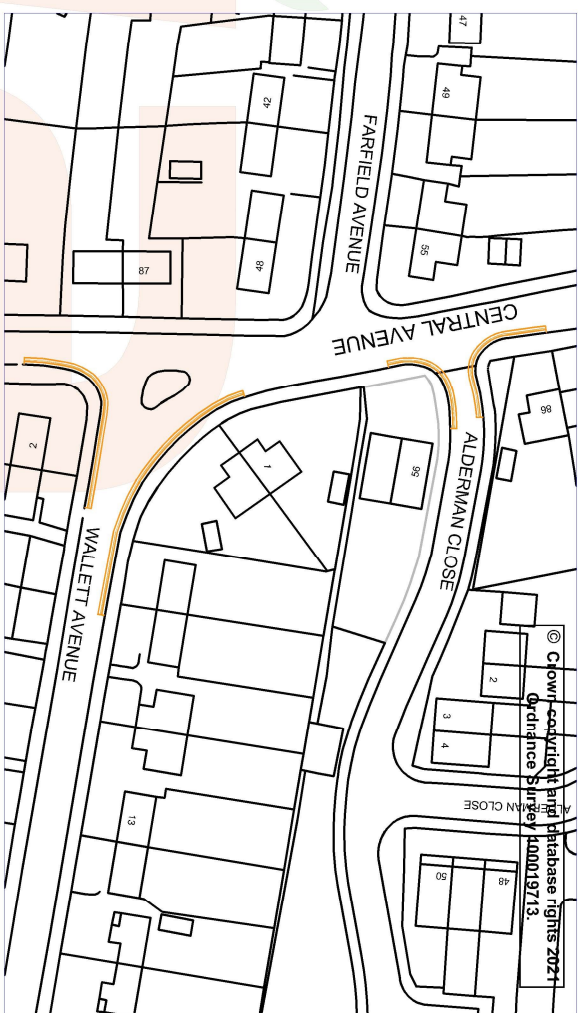 47
49
42
FARFIELD AVENUE
55
48
87
CENTRAL AVENUE
98
2
1
95
ALDERMAN CLOSE
WALLETT AVENUE
2
3
4
© Crown copyright and database rights 2021
Ordnance Survey 100019713.
ALDERMAN CLOSE
13
50
48